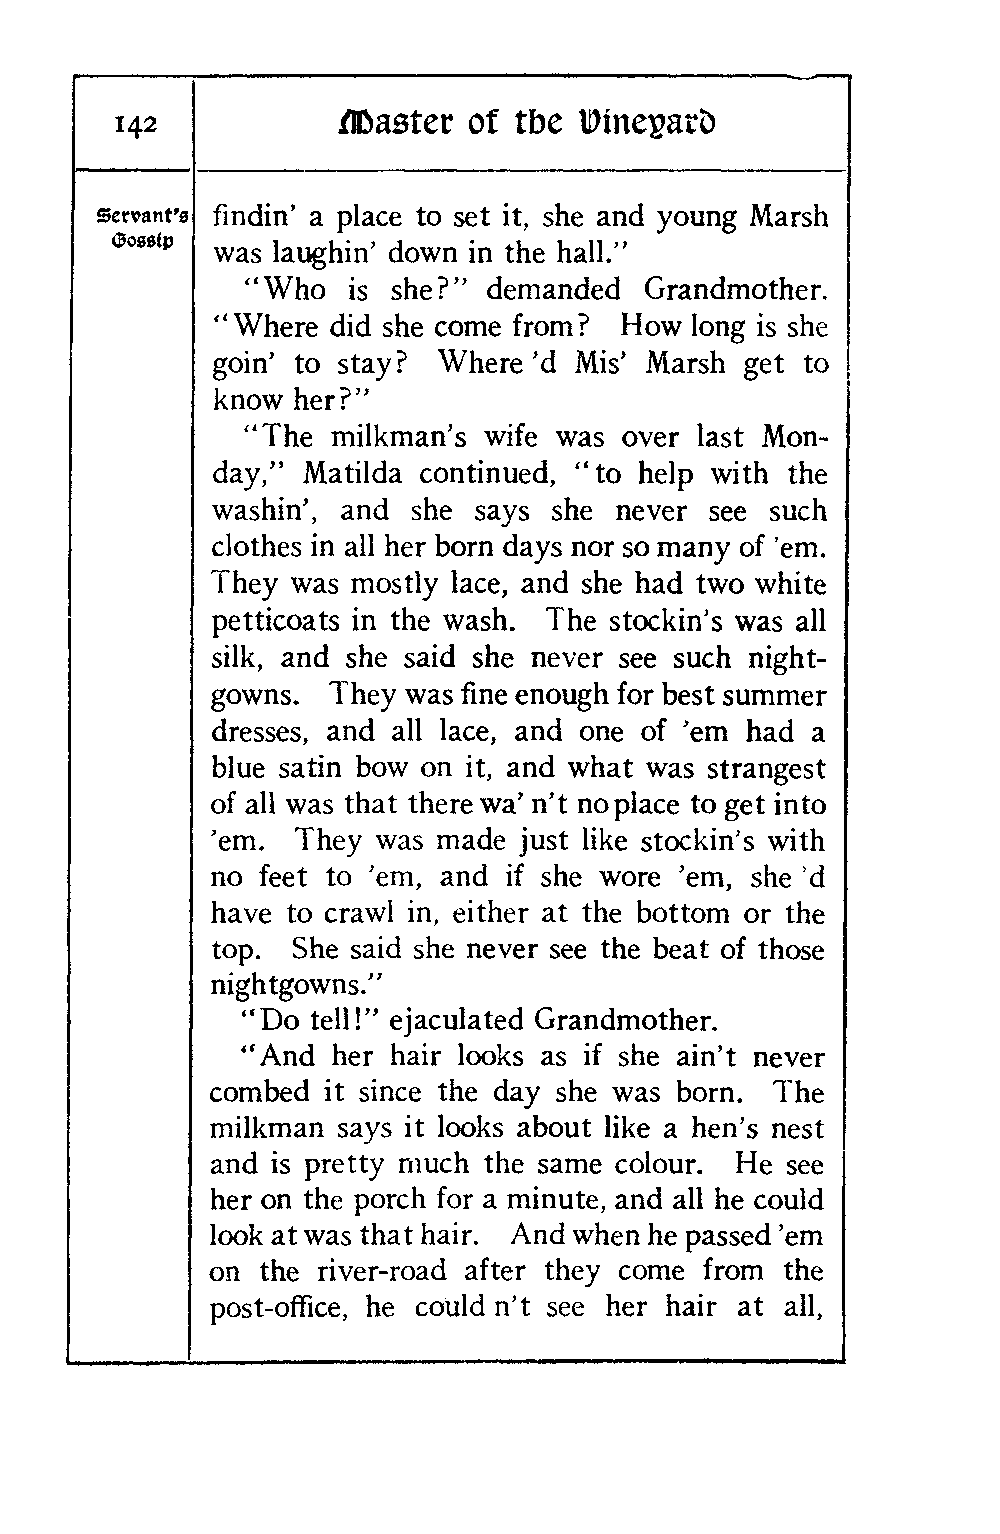 142
Master of the Vineyard
Servant's
Gossip
findin' a place to set it, she and young Marsh
was laughin' down in the hall."
"Who is she?" demanded Grandmother.
"Where did she come from? How long is she
goin' to stay? Where 'd Mis' Marsh get to
know her?"
"The milkman's wife was over last Mon-
day," Matilda continued, "to help with the
washin', and she says she never see such
clothes in all her born days nor so many of 'em.
They was mostly lace, and she had two white
petticoats in the wash. The stockin's was all
silk, and she said she never see such night-
gowns. They was fine enough for best summer
dresses, and all lace, and one of 'em had a
blue satin bow on it, and what was strangest
of all was that there wa' n't no place to get into
'em. They was made just like stockin's with
no feet to 'em, and if she wore 'em, she 'd
have to crawl in, either at the bottom or the
top. She said she never see the beat of those
nightgowns."
"Do tell!" ejaculated Grandmother.
"And her hair looks as if she ain't never
combed it since the day she was born. The
milkman says it looks about like a hen's nest
and is pretty much the same colour. He see
her on the porch for a minute, and all he could
look at was that hair. And when he passed 'em
on the river-road after they come from the
post-office, he could n't see her hair at all,